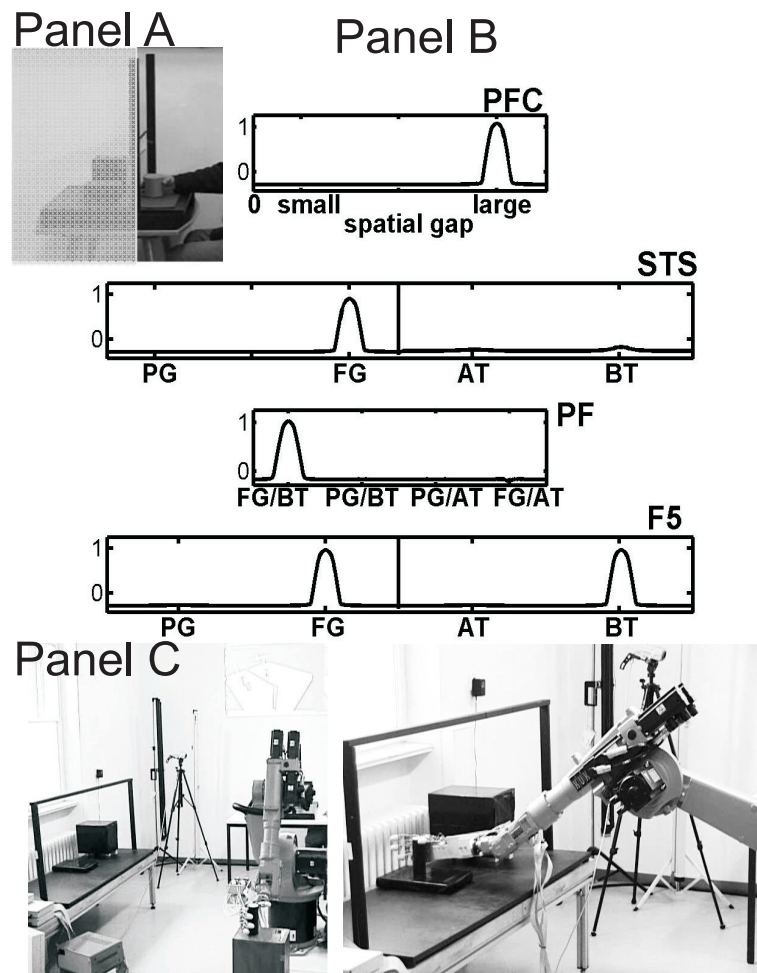 Panel A
Panel B
PFC
1
0
0 small large
spatial gap
STS
1
0
PG FG AT BT
PF
1
0
FG/BT PG/BT PG/AT FG/AT
F5
1
0
PG FG AT BT
Panel C